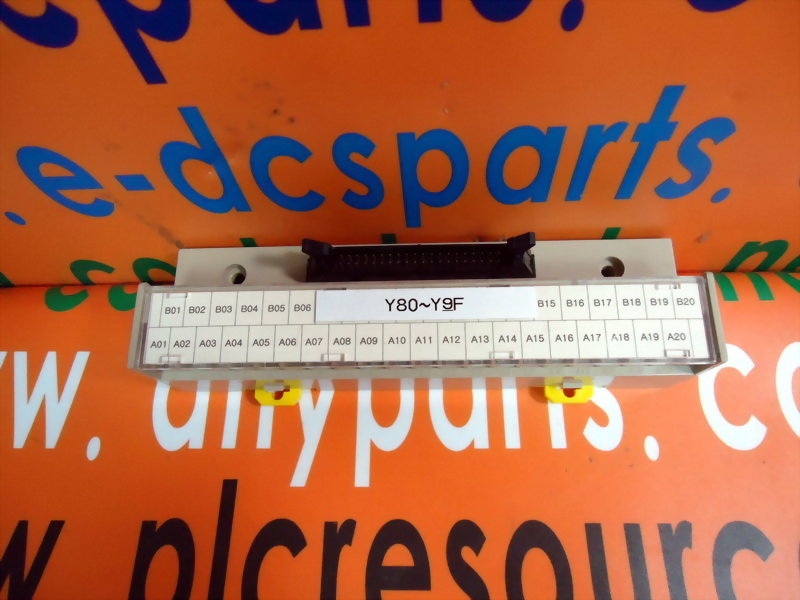 e-dcsparts.
B01 B02 B03 B04 B05 B06 Y80~Y9F B15 B16 B17 B18 B19 B20
A01 A02 A03 A04 A05 A06 A07 A08 A09 A10 A11 A12 A13 A14 A15 A16 A17 A18 A19 A20
w. anyparts. c
plcresourc